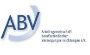 ABV
Arbeitsgemeinschaft
berufsständischer
Versorgungseinrichtungen e.V.